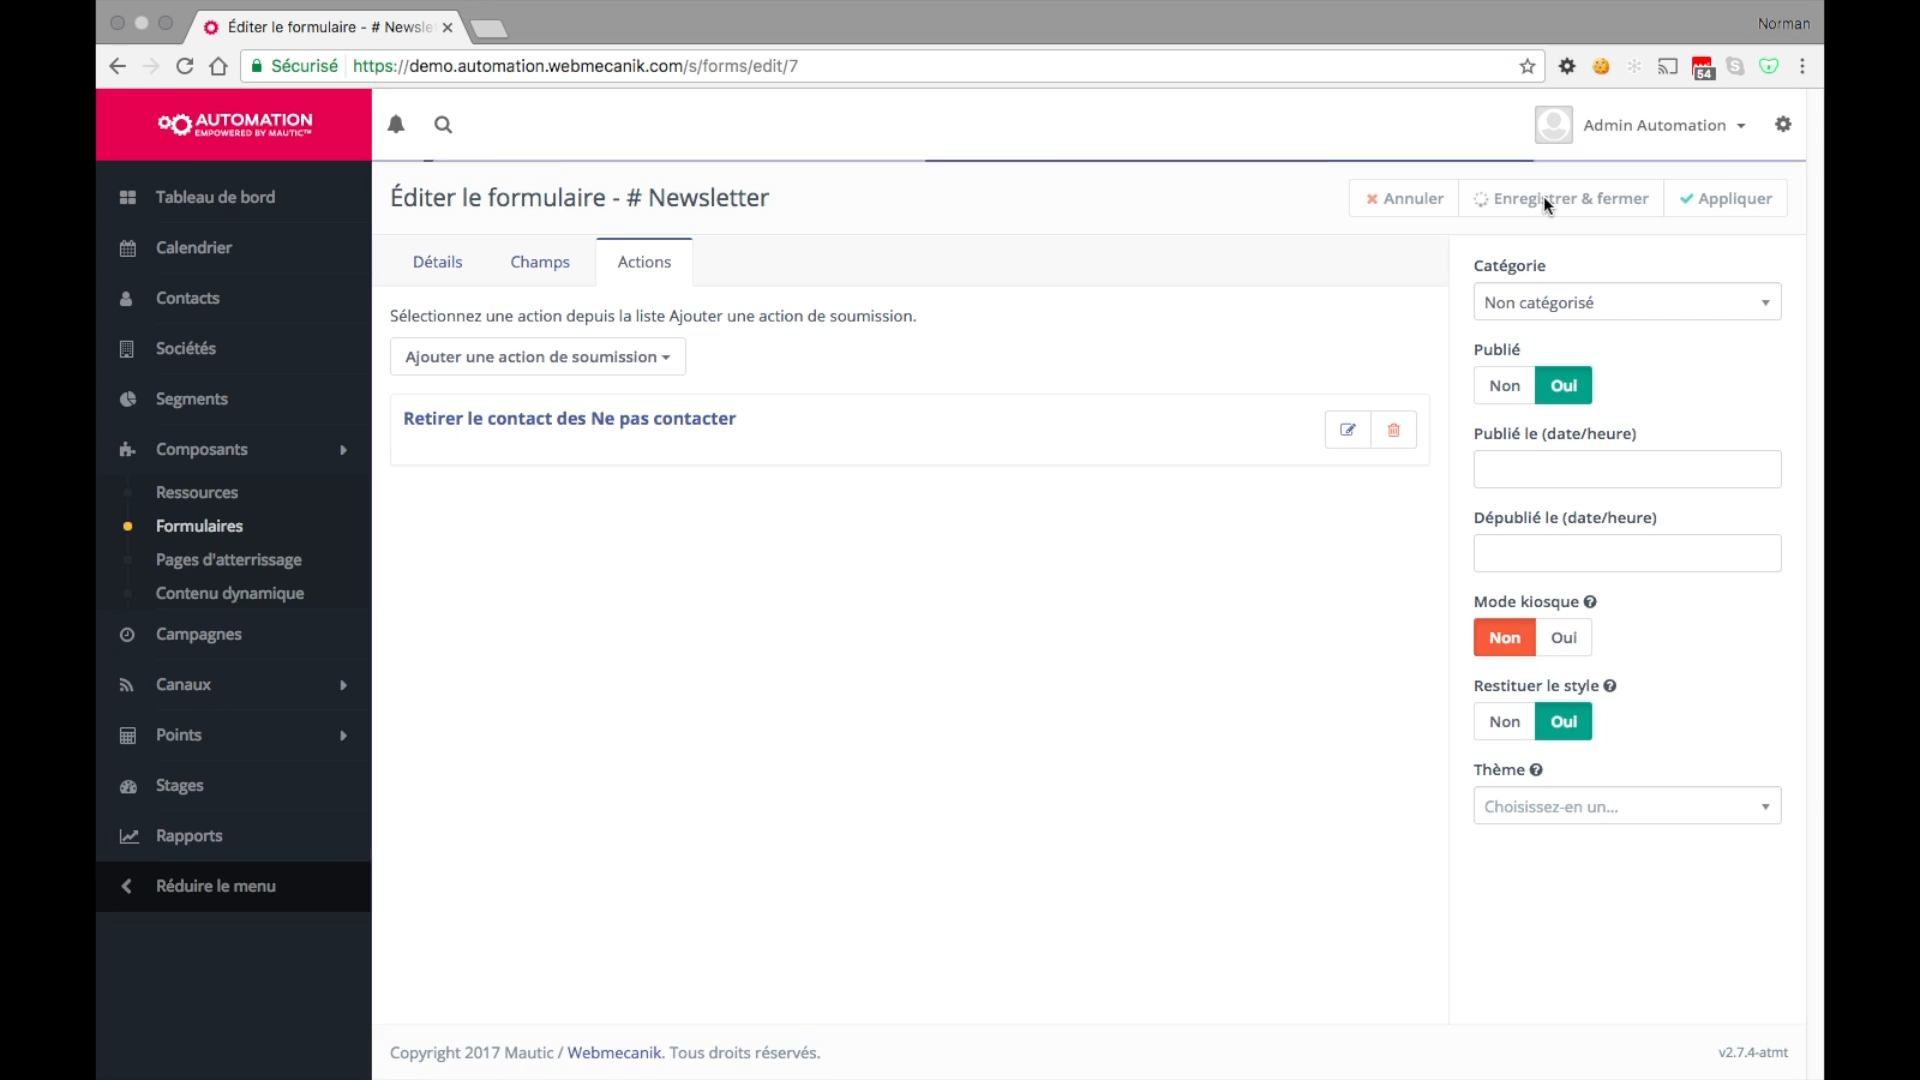 Éditer le formulaire - # Newsle
Norman
Sécurisé https://demo.automation.webmecanik.com/s/forms/edit/7
54
AUTOMATION
EMPOWERED BY MAUTIC™
Admin Automation
Tableau de bord
Calendrier
Contacts
Sociétés
Segments
Composants
Ressources
Formulaires
Pages d'atterrissage
Contenu dynamique
Campagnes
Canaux
Points
Stages
Rapports
Réduire le menu
Éditer le formulaire - # Newsletter
Annuler
Enregistrer & fermer
Appliquer
Détails
Champs
Actions
Sélectionnez une action depuis la liste Ajouter une action de soumission.
Ajouter une action de soumission
Retirer le contact des Ne pas contacter
Catégorie
Non catégorisé
Publié
Non Oui
Publié le (date/heure)
Dépublié le (date/heure)
Mode kiosque
Non Oui
Restituer le style
Non Oui
Thème
Choisissez-en un...
Copyright 2017 Mautic / Webmecanik. Tous droits réservés.
v2.7.4-atmt